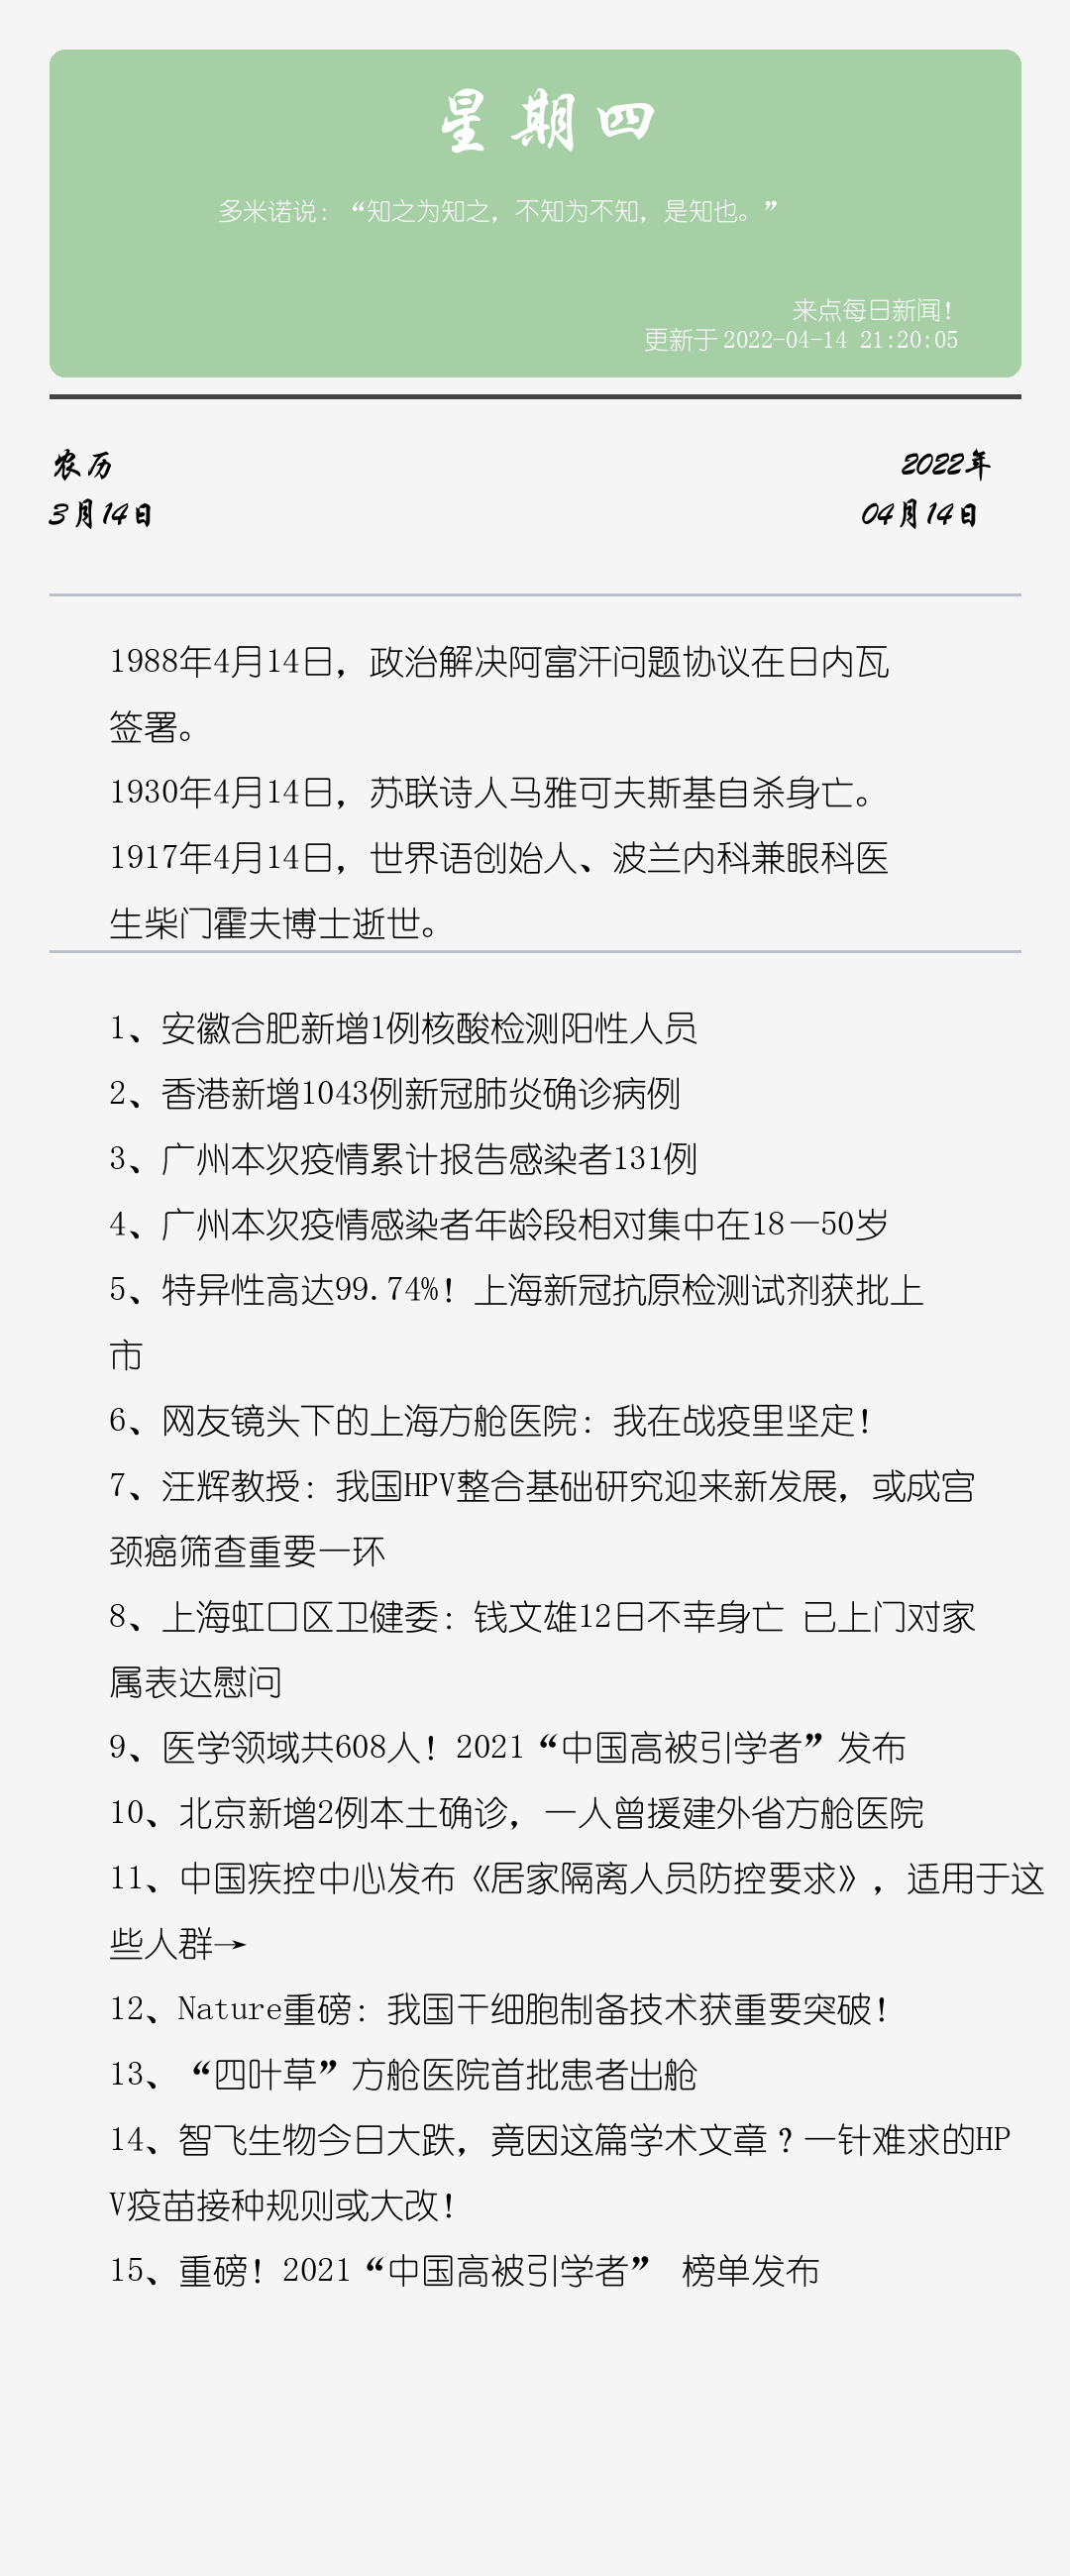 星期四
多米诺说：“知之为知之，不知为不知，是知也。”
来点每日新闻！
更新于 2022-04-14 21:20:05
农历
2022年
3月14日
04月14日
1988年4月14日，政治解决阿富汗问题协议在日内瓦
签署。
1930年4月14日，苏联诗人马雅可夫斯基自杀身亡。
1917年4月14日，世界语创始人、波兰内科兼眼科医
生柴门霍夫博士逝世。
1、安徽合肥新增1例核酸检测阳性人员
2、香港新增1043例新冠肺炎确诊病例
3、广州本次疫情累计报告感染者131例
4、广州本次疫情感染者年龄段相对集中在18—50岁
5、特异性高达99.74%！上海新冠抗原检测试剂获批上
市
6、网友镜头下的上海方舱医院：我在战疫里坚定！
7、汪辉教授：我国HPV整合基础研究迎来新发展，或成宫
颈癌筛查重要一环
8、上海虹口区卫健委：钱文雄12日不幸身亡 已上门对家
属表达慰问
9、医学领域共608人！2021“中国高被引学者”发布
10、北京新增2例本土确诊，一人曾援建外省方舱医院
11、中国疾控中心发布《居家隔离人员防控要求》，适用于这
些人群→
12、Nature重磅：我国干细胞制备技术获重要突破！
13、“四叶草”方舱医院首批患者出舱
14、智飞生物今日大跌，竟因这篇学术文章？一针难求的HP
V疫苗接种规则或大改！
15、重磅！2021“中国高被引学者” 榜单发布